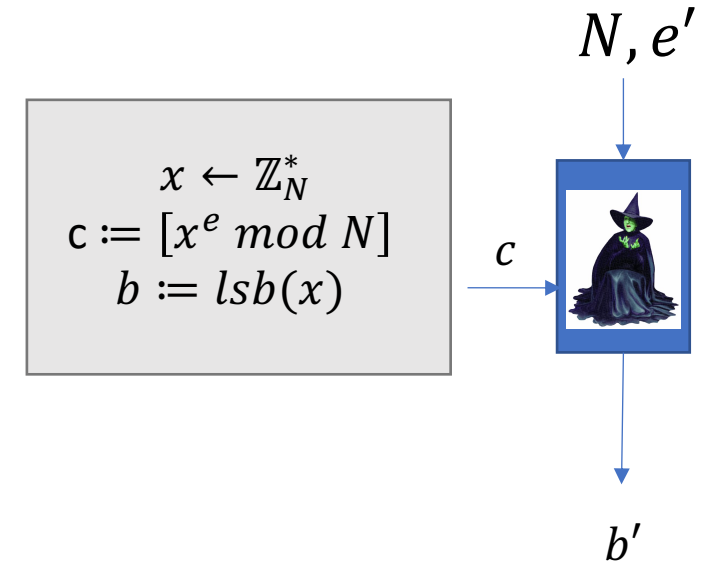 N, e′
x ← ℤ*_N
c ≔ [x^e mod N]
b ≔ lsb(x)
c
b′